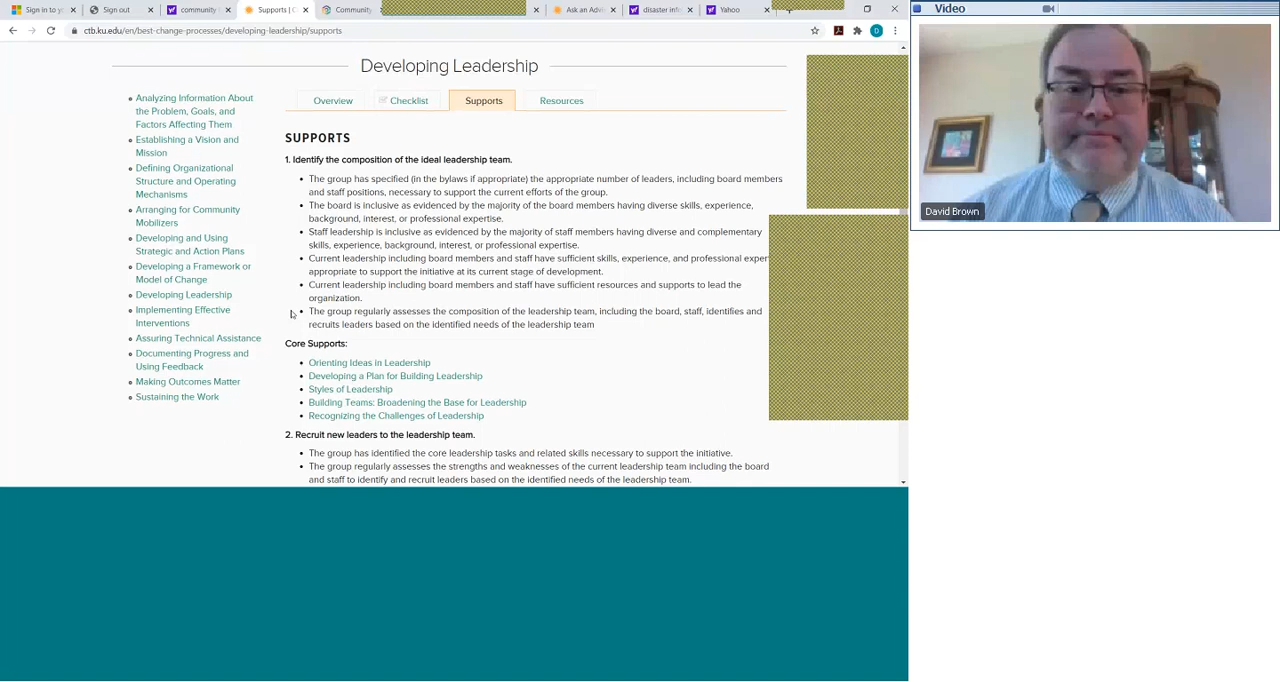 Sign in to y
Sign out
community
Supports | C
Community
Ask an Advi
disaster infe
Yahoo
ctb.ku.edu/en/best-change-processes/developing-leadership/supports
D
Video
David Brown
Developing Leadership
Overview
Checklist
Supports
Resources
Analyzing Information About
the Problem, Goals, and
Factors Affecting Them
Establishing a Vision and
Mission
Defining Organizational
Structure and Operating
Mechanisms
Arranging for Community
Mobilizers
Developing and Using
Strategic and Action Plans
Developing a Framework or
Model of Change
Developing Leadership
Implementing Effective
Interventions
Assuring Technical Assistance
Documenting Progress and
Using Feedback
Making Outcomes Matter
Sustaining the Work
SUPPORTS
1. Identify the composition of the ideal leadership team.
The group has specified (in the bylaws if appropriate) the appropriate number of leaders, including board members
and staff positions, necessary to support the current efforts of the group.
The board is inclusive as evidenced by the majority of the board members having diverse skills, experience,
background, interest, or professional expertise.
Staff leadership is inclusive as evidenced by the majority of staff members having diverse and complementary
skills, experience, background, interest, or professional expertise.
Current leadership including board members and staff have sufficient skills, experience, and professional exper
appropriate to support the initiative at its current stage of development.
Current leadership including board members and staff have sufficient resources and supports to lead the
organization.
The group regularly assesses the composition of the leadership team, including the board, staff, identifies and
recruits leaders based on the identified needs of the leadership team
Core Supports:
Orienting Ideas in Leadership
Developing a Plan for Building Leadership
Styles of Leadership
Building Teams: Broadening the Base for Leadership
Recognizing the Challenges of Leadership
2. Recruit new leaders to the leadership team.
The group has identified the core leadership tasks and related skills necessary to support the initiative.
The group regularly assesses the strengths and weaknesses of the current leadership team including the board
and staff to identify and recruit leaders based on the identified needs of the leadership team.